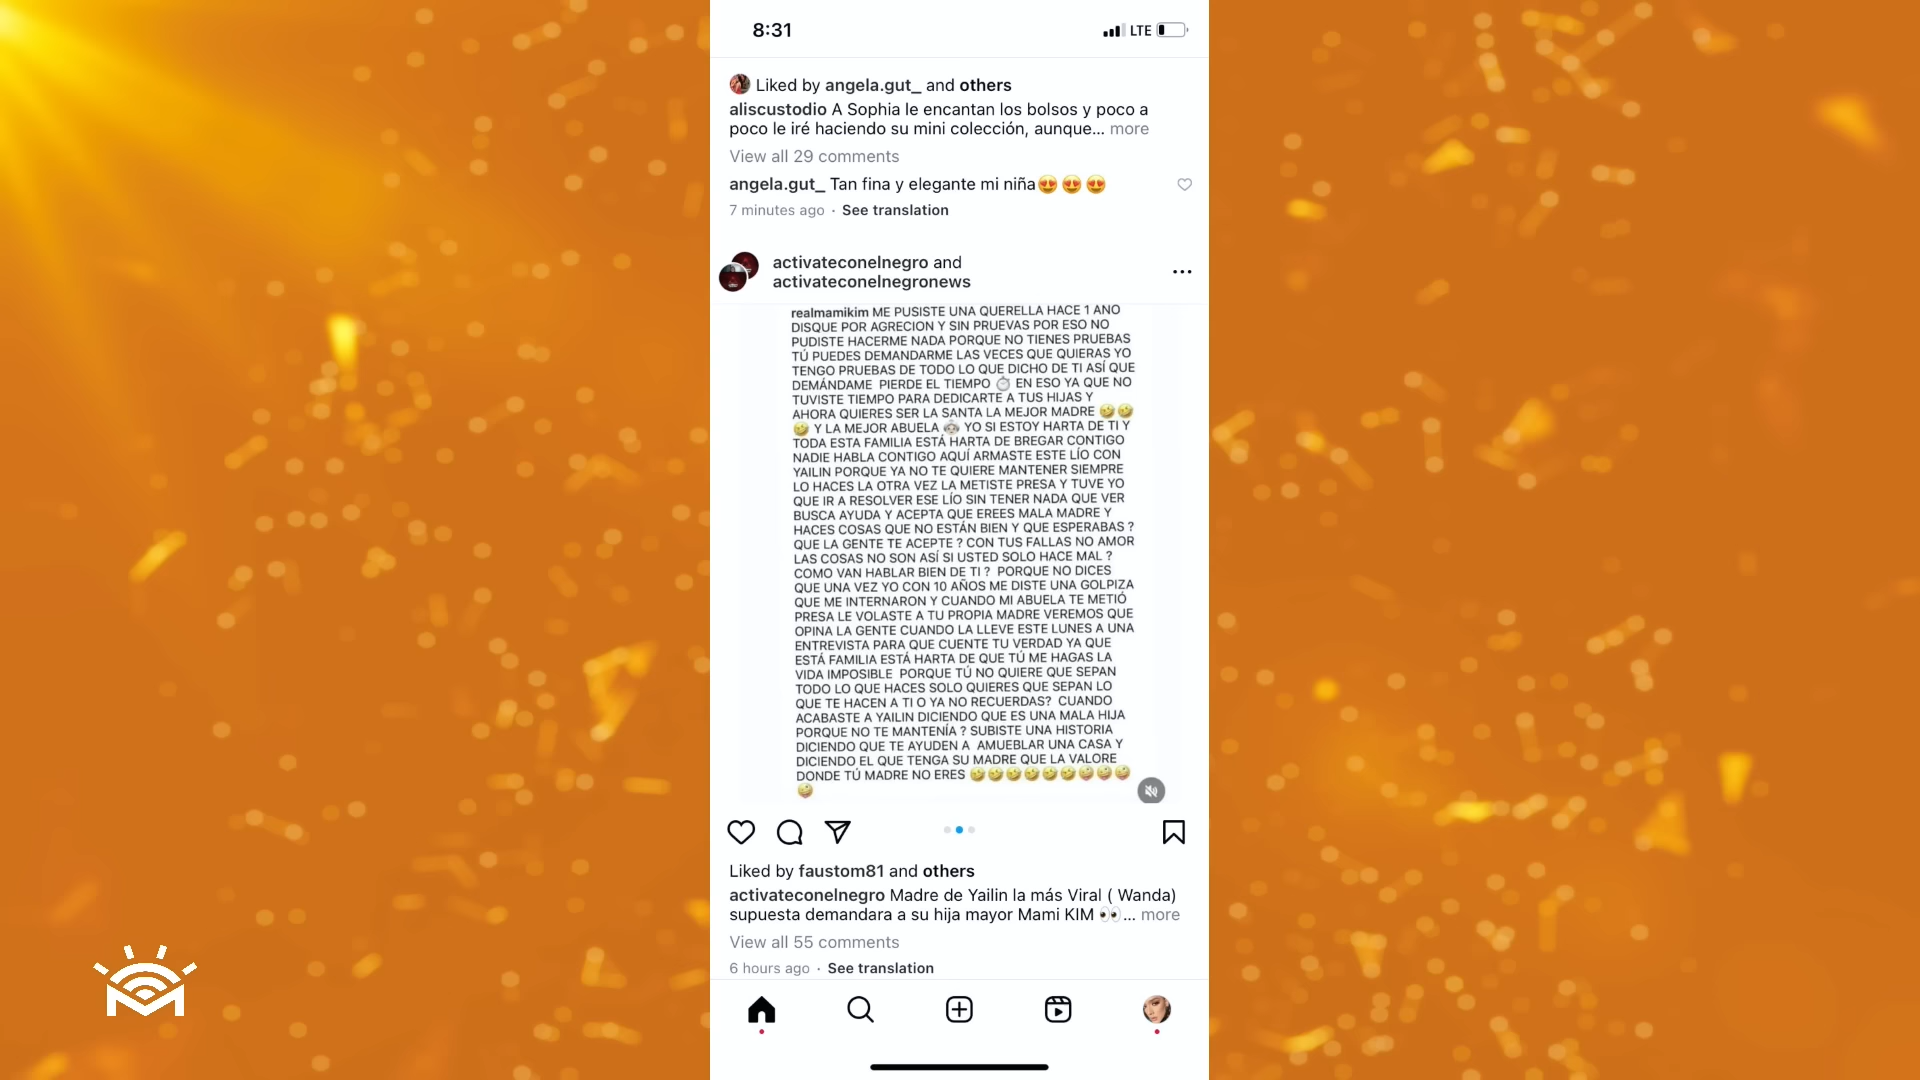 8:31
LTE
Liked by angela.gut_ and others
aliscustodio A Sophia le encantan los bolsos y poco a
poco le iré haciendo su mini colección, aunque... more
View all 29 comments
angela.gut_ Tan fina y elegante mi niña😍😍😍
7 minutes ago · See translation
activateconelnegro and
activateconelnegronews
realmamikim ME PUSISTE UNA QUERELLA HACE 1 ANO
DISQUE POR AGRECION Y SIN PRUEVAS POR ESO NO
PUDISTE HACERME NADA PORQUE NO TIENES PRUEBAS
TÚ PUEDES DEMANDARME LAS VECES QUE QUIERAS YO
TENGO PRUEBAS DE TODO LO QUE DICHO DE TI ASÍ QUE
DEMÁNDAME PIERDE EL TIEMPO ⏱ EN ESO YA QUE NO
TUVISTE TIEMPO PARA DEDICARTE A TUS HIJAS Y
AHORA QUIERES SER LA SANTA LA MEJOR MADRE 🤣🤣
🤣 Y LA MEJOR ABUELA 👵 YO SI ESTOY HARTA DE TI Y
TODA ESTA FAMILIA ESTÁ HARTA DE BREGAR CONTIGO
NADIE HABLA CONTIGO AQUÍ ARMASTE ESTE LÍO CON
YAILIN PORQUE YA NO TE QUIERE MANTENER SIEMPRE
LO HACES LA OTRA VEZ LA METISTE PRESA Y TUVE YO
QUE IR A RESOLVER ESE LÍO SIN TENER NADA QUE VER
BUSCA AYUDA Y ACEPTA QUE EREES MALA MADRE Y
HACES COSAS QUE NO ESTÁN BIEN Y QUE ESPERABAS ?
QUE LA GENTE TE ACEPTE ? CON TUS FALLAS NO AMOR
LAS COSAS NO SON ASÍ SI USTED SOLO HACE MAL ?
COMO VAN HABLAR BIEN DE TI ? PORQUE NO DICES
QUE UNA VEZ YO CON 10 AÑOS ME DISTE UNA GOLPIZA
QUE ME INTERNARON Y CUANDO MI ABUELA TE METIÓ
PRESA LE VOLASTE A TU PROPIA MADRE VEREMOS QUE
OPINA LA GENTE CUANDO LA LLEVE ESTE LUNES A UNA
ENTREVISTA PARA QUE CUENTE TU VERDAD YA QUE
ESTÁ FAMILIA ESTÁ HARTA DE QUE TÚ ME HAGAS LA
VIDA IMPOSIBLE PORQUE TÚ NO QUIERE QUE SEPAN
TODO LO QUE HACES SOLO QUIERES QUE SEPAN LO
QUE TE HACEN A TI O YA NO RECUERDAS? CUANDO
ACABASTE A YAILIN DICIENDO QUE ES UNA MALA HIJA
PORQUE NO TE MANTENÍA ? SUBISTE UNA HISTORIA
DICIENDO QUE TE AYUDEN A AMUEBLAR UNA CASA Y
DICIENDO EL QUE TENGA SU MADRE QUE LA VALORE
DONDE TÚ MADRE NO ERES 🤣🤣🤣🤣🤣🤣🤪🤪🤪
🤪
Liked by faustom81 and others
activateconelnegro Madre de Yailin la más Viral ( Wanda)
supuesta demandara a su hija mayor Mami KIM 👀... more
View all 55 comments
6 hours ago · See translation